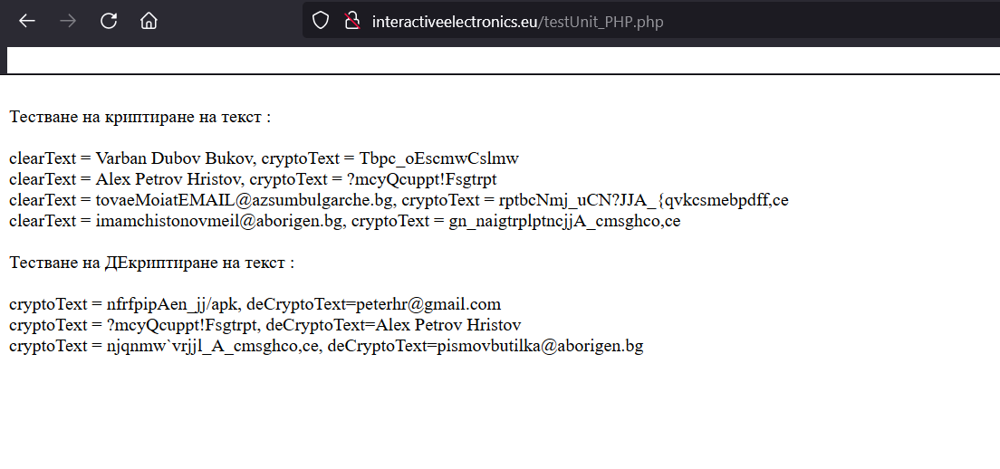 interactiveelectronics.eu/testUnit_PHP.php
Тестване на криптиране на текст :
clearText = Varban Dubov Bukov, cryptoText = Tbpc_oEscmwCslmw
clearText = Alex Petrov Hristov, cryptoText = ?mcyQcuppt!Fsgtrpt
clearText = tovaeMoiatEMAIL@azsumbulgarche.bg, cryptoText = rptbcNmj_uCN?JJA_{qvkcsmebpdff,ce
clearText = imamchistonovmeil@aborigen.bg, cryptoText = gn_naigtrplptncjjA_cmsghco,ce
Тестване на ДЕкриптиране на текст :
cryptoText = nfrfpipAen_jj/apk, deCryptoText=peterhr@gmail.com
cryptoText = ?mcyQcuppt!Fsgtrpt, deCryptoText=Alex Petrov Hristov
cryptoText = njqnmw`vrjjl_A_cmsghco,ce, deCryptoText=pismovbutilka@aborigen.bg